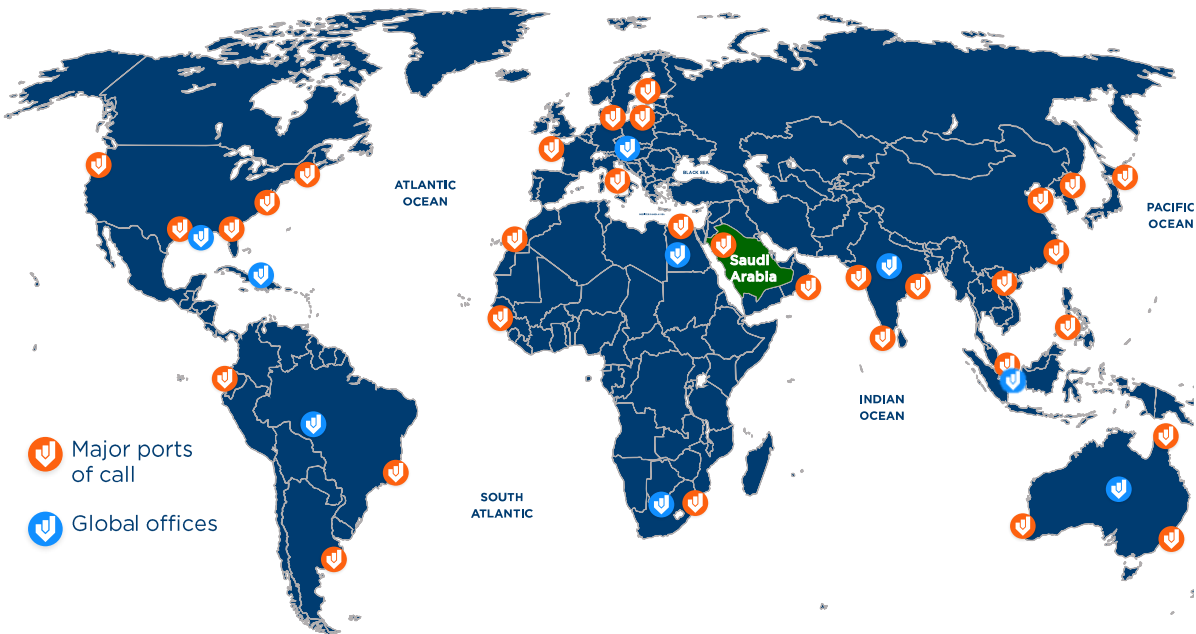 BLACK SEA
ATLANTIC
OCEAN
PACIFIC
OCEAN
Saudi
Arabia
INDIAN
OCEAN
Major ports
of call
SOUTH
ATLANTIC
Global offices